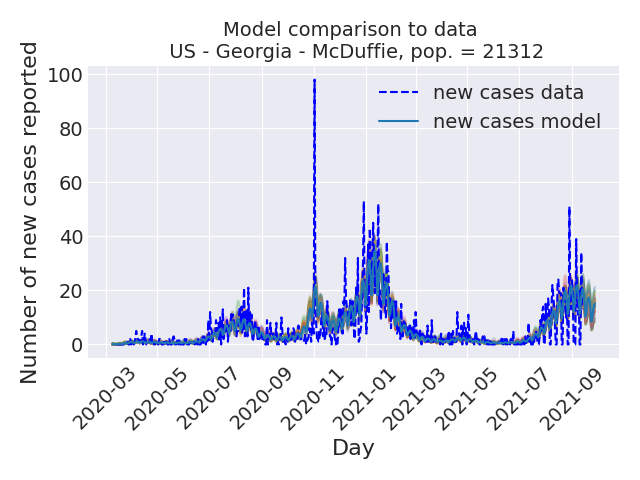 Model comparison to data
US - Georgia - McDuffie, pop. = 21312
Number of new cases reported
100
80
60
40
20
0
new cases data
new cases model
2020-03
2020-05
2020-07
2020-09
2020-11
2021-01
2021-03
2021-05
2021-07
2021-09
Day